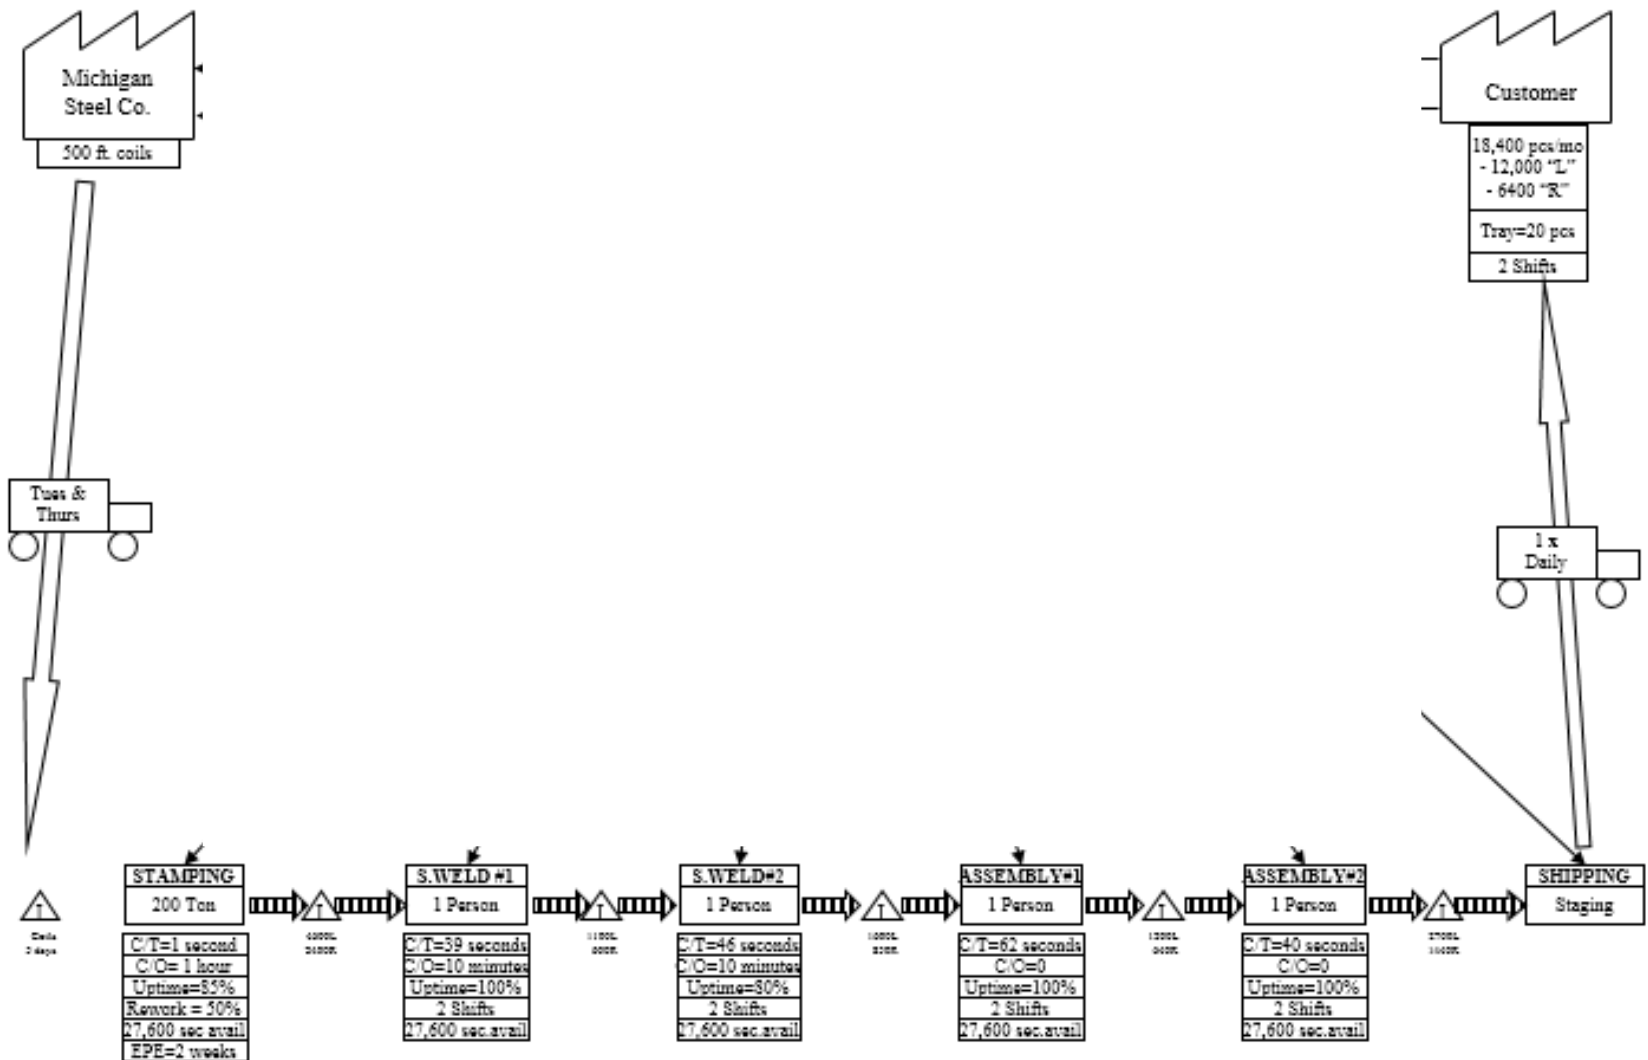 Michigan
Steel Co.
500 ft. coils
Customer
18,400 pcs/mo
- 12,000 “L”
- 6400 “R”
Tray=20 pcs
2 Shifts
Tues &
Thurs
1 x
Daily
I
5 days
STAMPING
200 Ton
C/T=1 second
C/O= 1 hour
Uptime=85%
Rework = 50%
27,600 sec.avail
EPE=2 weeks
I
S.WELD #1
1 Person
C/T=39 seconds
C/O=10 minutes
Uptime=100%
2 Shifts
27,600 sec.avail
I
S.WELD#2
1 Person
C/T=46 seconds
C/O=10 minutes
Uptime=80%
2 Shifts
27,600 sec.avail
I
ASSEMBLY#1
1 Person
C/T=62 seconds
C/O=0
Uptime=100%
2 Shifts
27,600 sec.avail
I
ASSEMBLY#2
1 Person
C/T=40 seconds
C/O=0
Uptime=100%
2 Shifts
27,600 sec.avail
I
SHIPPING
Staging